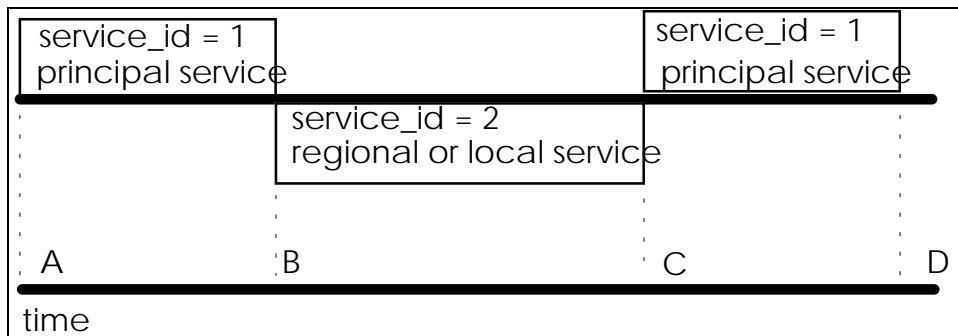 service_id = 1
principal service
service_id = 1
principal service
service_id = 2
regional or local service
A
B
C
D
time